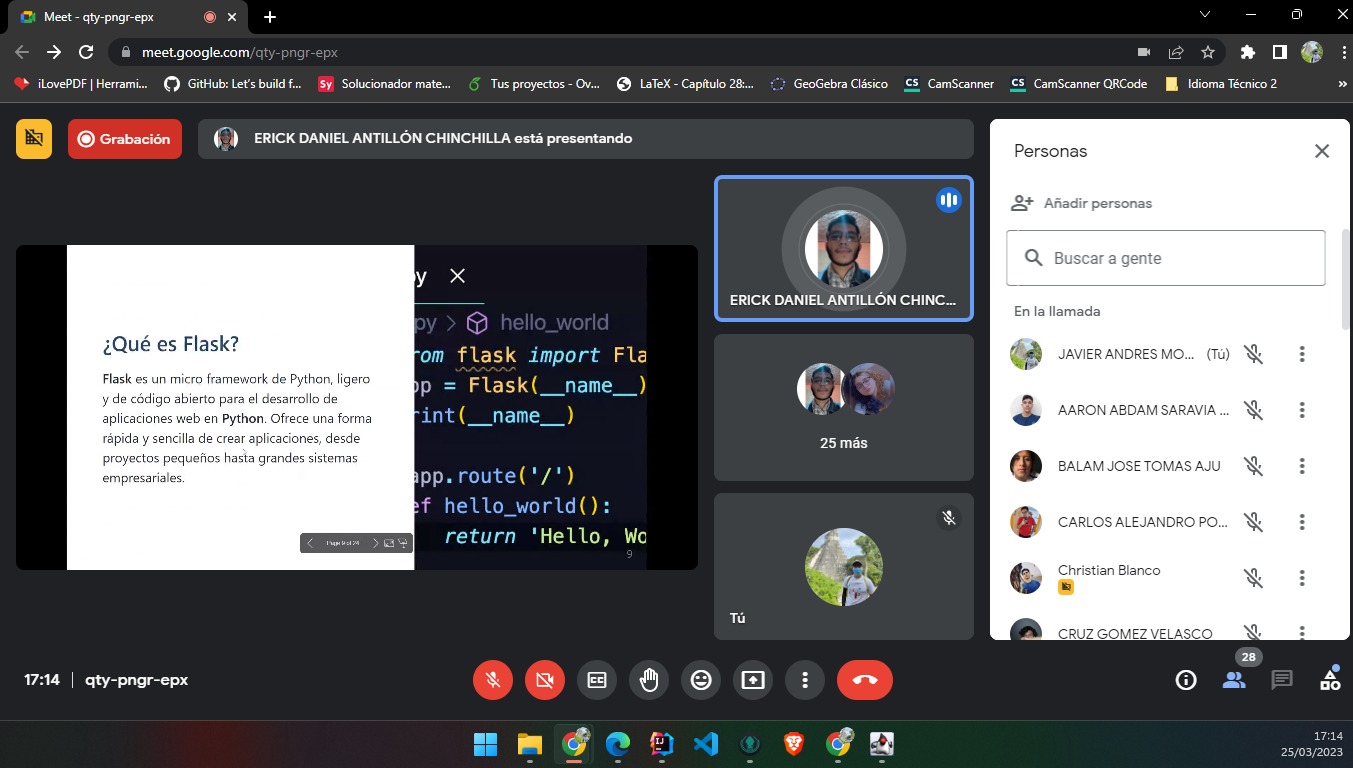 Meet - qty-pngr-epx
meet.google.com/qty-pngr-epx
iLovePDF | Herrami...
GitHub: Let's build f...
Sy
Solucionador mate...
Tus proyectos - Ov...
LaTeX - Capítulo 28:...
GeoGebra Clásico
CS
CamScanner
CS
CamScanner QRCode
Idioma Técnico 2
»
Grabación
ERICK DANIEL ANTILLÓN CHINCHILLA está presentando
¿Qué es Flask?
Flask es un micro framework de Python, ligero
y de código abierto para el desarrollo de
aplicaciones web en Python. Ofrece una forma
rápida y sencilla de crear aplicaciones, desde
proyectos pequeños hasta grandes sistemas
empresariales.
Page 9 of 24
py
py > hello_world
om flask import Fla
pp = Flask(__name__)
rint(__name__)
app.route('/')
ef hello_world():
return 'Hello, Wo
9
ERICK DANIEL ANTILLÓN CHINC...
25 más
Tú
Personas
Añadir personas
Buscar a gente
En la llamada
JAVIER ANDRES MO... (Tú)
AARON ABDAM SARAVIA ...
BALAM JOSE TOMAS AJU
CARLOS ALEJANDRO PO...
Christian Blanco
CRUZ GOMEZ VELASCO
17:14 | qty-pngr-epx
28
17:14
25/03/2023